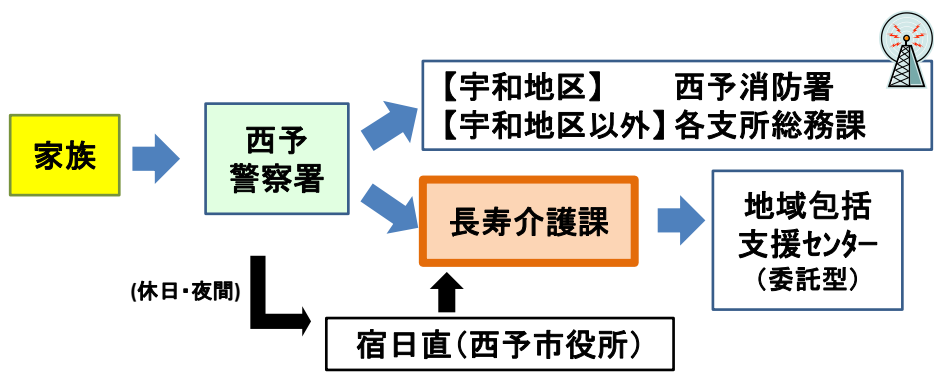 【宇和地区】 西予消防署
【宇和地区以外】各支所総務課
家族
西予
警察署
長寿介護課
地域包括
支援センター
（委託型）
(休日・夜間)
宿日直（西予市役所）